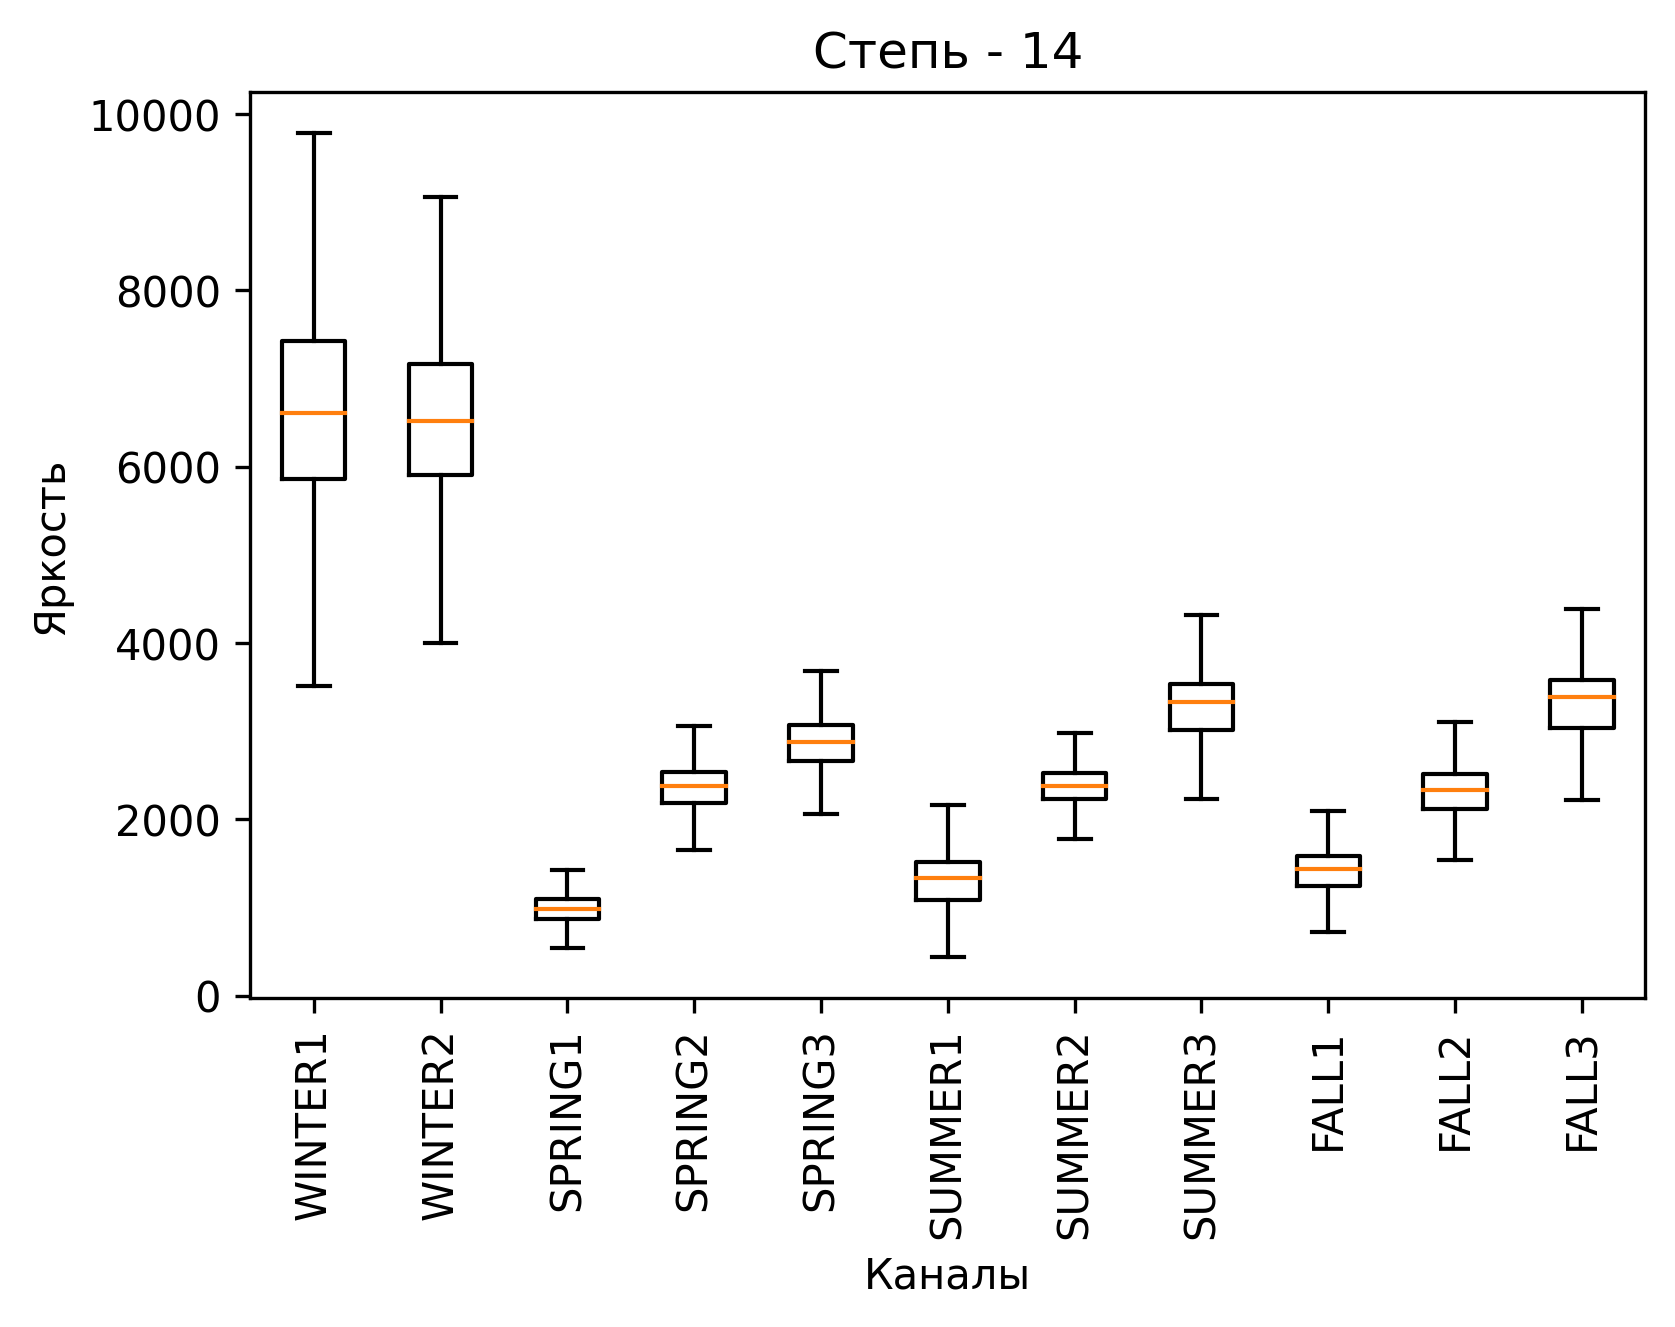 Степь - 14
Яркость
10000
8000
6000
4000
2000
0
WINTER1
WINTER2
SPRING1
SPRING2
SPRING3
SUMMER1
SUMMER2
SUMMER3
FALL1
FALL2
FALL3
Каналы